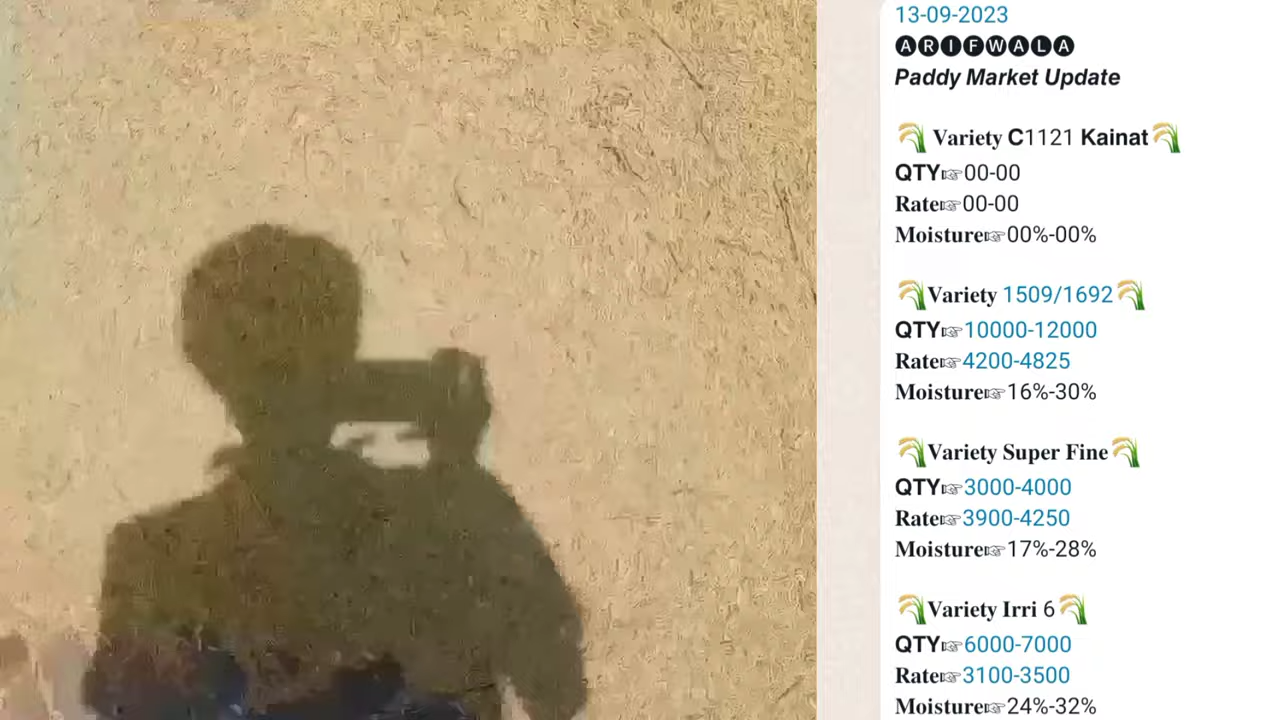 13-09-2023
🅐🅡🅘🅕🅦🅐🅛🅐
Paddy Market Update
🌾 Variety C1121 Kainat 🌾
QTY☞00-00
Rate☞00-00
Moisture☞00%-00%
🌾Variety 1509/1692 🌾
QTY☞10000-12000
Rate☞4200-4825
Moisture☞16%-30%
🌾Variety Super Fine 🌾
QTY☞3000-4000
Rate☞3900-4250
Moisture☞17%-28%
🌾Variety Irri 6 🌾
QTY☞6000-7000
Rate☞3100-3500
Moisture☞24%-32%